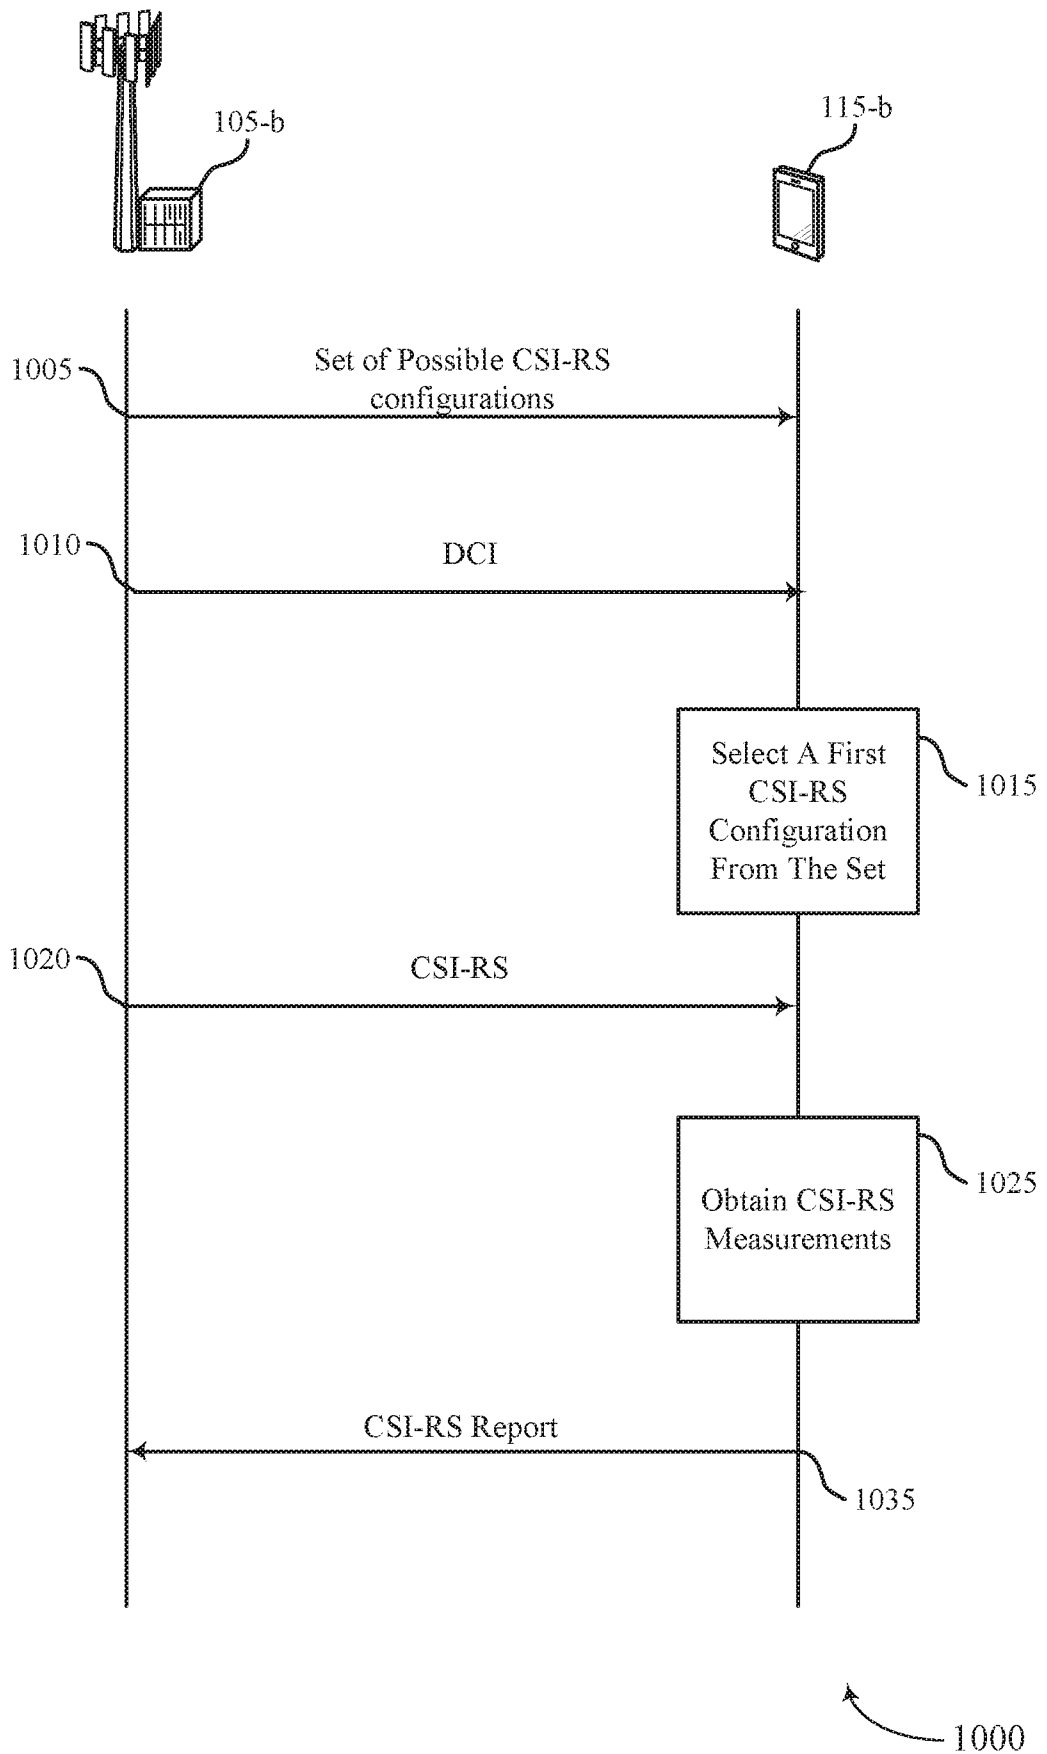 105-b
115-b
1005
Set of Possible CSI-RS
configurations
1010
DCI
Select A First
CSI-RS
Configuration
From The Set
1015
1020
CSI-RS
Obtain CSI-RS
Measurements
1025
CSI-RS Report
1035
1000